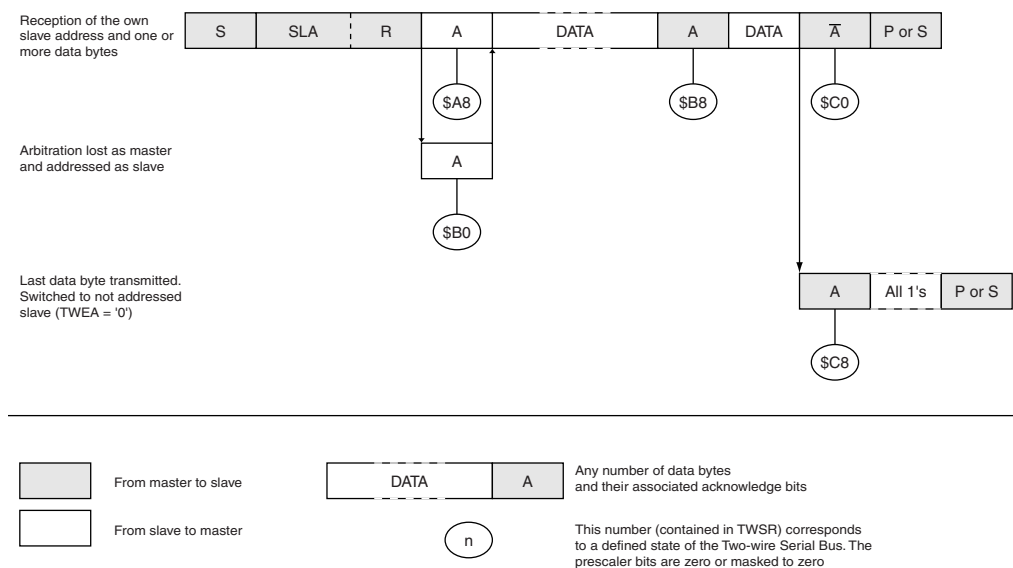 Reception of the own
slave address and one or
more data bytes
S SLA R A DATA A DATA A̅ P or S
$A8 $B8 $C0
Arbitration lost as master
and addressed as slave
A
$B0
Last data byte transmitted.
Switched to not addressed
slave (TWEA = '0')
A All 1's P or S
$C8
From master to slave
DATA A
Any number of data bytes
and their associated acknowledge bits
From slave to master
n
This number (contained in TWSR) corresponds
to a defined state of the Two-wire Serial Bus. The
prescaler bits are zero or masked to zero